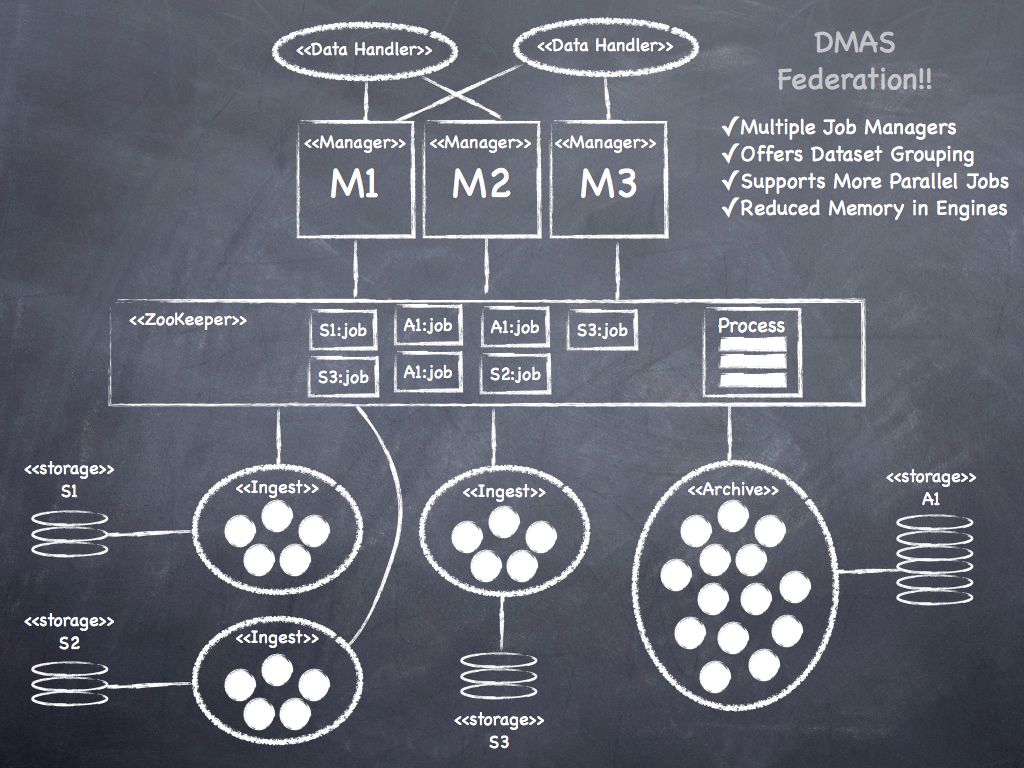 <<Data Handler>>
<<Data Handler>>
DMAS
Federation!!
✓Multiple Job Managers
✓Offers Dataset Grouping
✓Supports More Parallel Jobs
✓Reduced Memory in Engines
<<Manager>>
M1
<<Manager>>
M2
<<Manager>>
M3
<<ZooKeeper>>
S1:job
A1:job
A1:job
S3:job
S3:job
A1:job
S2:job
Process
<<storage>>
S1
<<Ingest>>
<<Ingest>>
<<Archive>>
<<storage>>
A1
<<storage>>
S2
<<Ingest>>
<<storage>>
S3